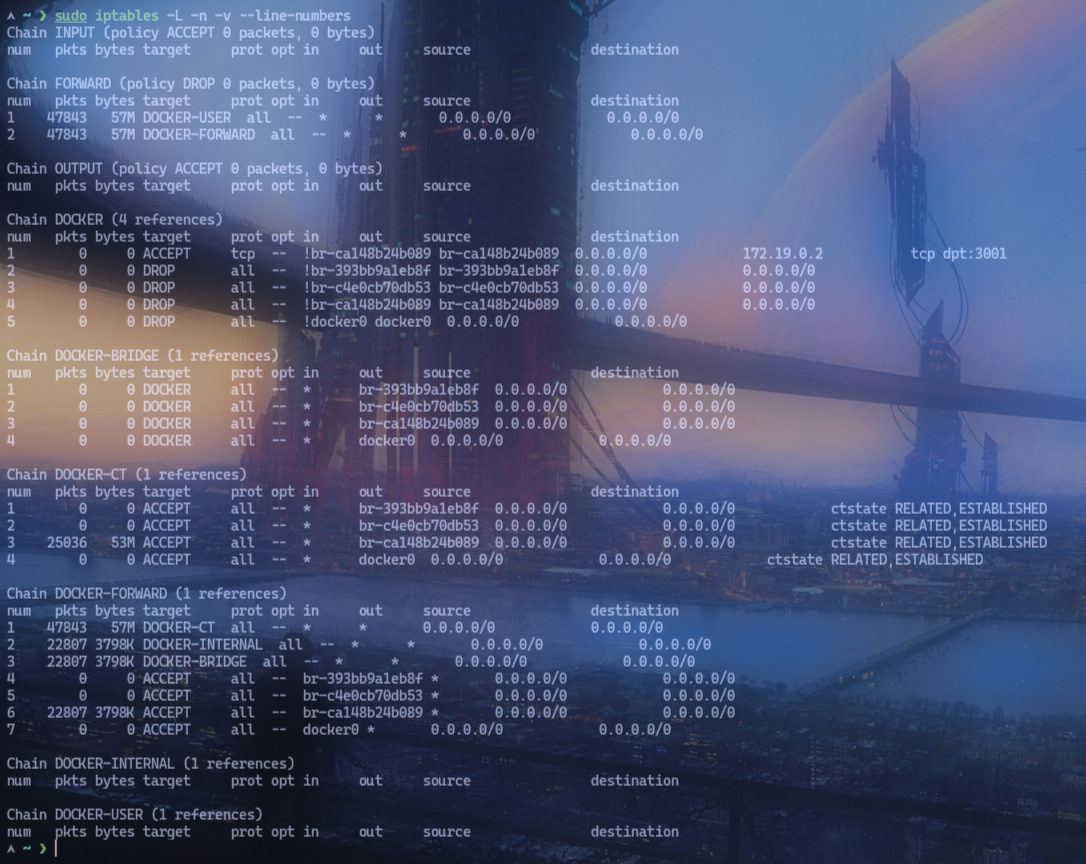 ⋏ ~ ❯ sudo iptables -L -n -v --line-numbers
Chain INPUT (policy ACCEPT 0 packets, 0 bytes)
num   pkts bytes target     prot opt in     out     source               destination

Chain FORWARD (policy DROP 0 packets, 0 bytes)
num   pkts bytes target     prot opt in     out     source               destination
1    47843   57M DOCKER-USER  all  --  *      *       0.0.0.0/0            0.0.0.0/0
2    47843   57M DOCKER-FORWARD  all  --  *      *       0.0.0.0/0            0.0.0.0/0

Chain OUTPUT (policy ACCEPT 0 packets, 0 bytes)
num   pkts bytes target     prot opt in     out     source               destination

Chain DOCKER (4 references)
num   pkts bytes target     prot opt in     out     source               destination
1        0     0 ACCEPT     tcp  --  !br-ca148b24b089 br-ca148b24b089  0.0.0.0/0            172.19.0.2           tcp dpt:3001
2        0     0 DROP       all  --  !br-393bb9a1eb8f br-393bb9a1eb8f  0.0.0.0/0            0.0.0.0/0
3        0     0 DROP       all  --  !br-c4e0cb70db53 br-c4e0cb70db53  0.0.0.0/0            0.0.0.0/0
4        0     0 DROP       all  --  !br-ca148b24b089 br-ca148b24b089  0.0.0.0/0            0.0.0.0/0
5        0     0 DROP       all  --  !docker0 docker0  0.0.0.0/0            0.0.0.0/0

Chain DOCKER-BRIDGE (1 references)
num   pkts bytes target     prot opt in     out     source               destination
1        0     0 DOCKER     all  --  *      br-393bb9a1eb8f  0.0.0.0/0            0.0.0.0/0
2        0     0 DOCKER     all  --  *      br-c4e0cb70db53  0.0.0.0/0            0.0.0.0/0
3        0     0 DOCKER     all  --  *      br-ca148b24b089  0.0.0.0/0            0.0.0.0/0
4        0     0 DOCKER     all  --  *      docker0  0.0.0.0/0            0.0.0.0/0

Chain DOCKER-CT (1 references)
num   pkts bytes target     prot opt in     out     source               destination
1        0     0 ACCEPT     all  --  *      br-393bb9a1eb8f  0.0.0.0/0            0.0.0.0/0            ctstate RELATED,ESTABLISHED
2        0     0 ACCEPT     all  --  *      br-c4e0cb70db53  0.0.0.0/0            0.0.0.0/0            ctstate RELATED,ESTABLISHED
3    25036   53M ACCEPT     all  --  *      br-ca148b24b089  0.0.0.0/0            0.0.0.0/0            ctstate RELATED,ESTABLISHED
4        0     0 ACCEPT     all  --  *      docker0  0.0.0.0/0            0.0.0.0/0            ctstate RELATED,ESTABLISHED

Chain DOCKER-FORWARD (1 references)
num   pkts bytes target     prot opt in     out     source               destination
1    47843   57M DOCKER-CT  all  --  *      *       0.0.0.0/0            0.0.0.0/0
2    22807 3798K DOCKER-INTERNAL  all  --  *      *       0.0.0.0/0            0.0.0.0/0
3    22807 3798K DOCKER-BRIDGE  all  --  *      *       0.0.0.0/0            0.0.0.0/0
4        0     0 ACCEPT     all  --  br-393bb9a1eb8f *       0.0.0.0/0            0.0.0.0/0
5        0     0 ACCEPT     all  --  br-c4e0cb70db53 *       0.0.0.0/0            0.0.0.0/0
6    22807 3798K ACCEPT     all  --  br-ca148b24b089 *       0.0.0.0/0            0.0.0.0/0
7        0     0 ACCEPT     all  --  docker0 *       0.0.0.0/0            0.0.0.0/0

Chain DOCKER-INTERNAL (1 references)
num   pkts bytes target     prot opt in     out     source               destination

Chain DOCKER-USER (1 references)
num   pkts bytes target     prot opt in     out     source               destination
⋏ ~ ❯